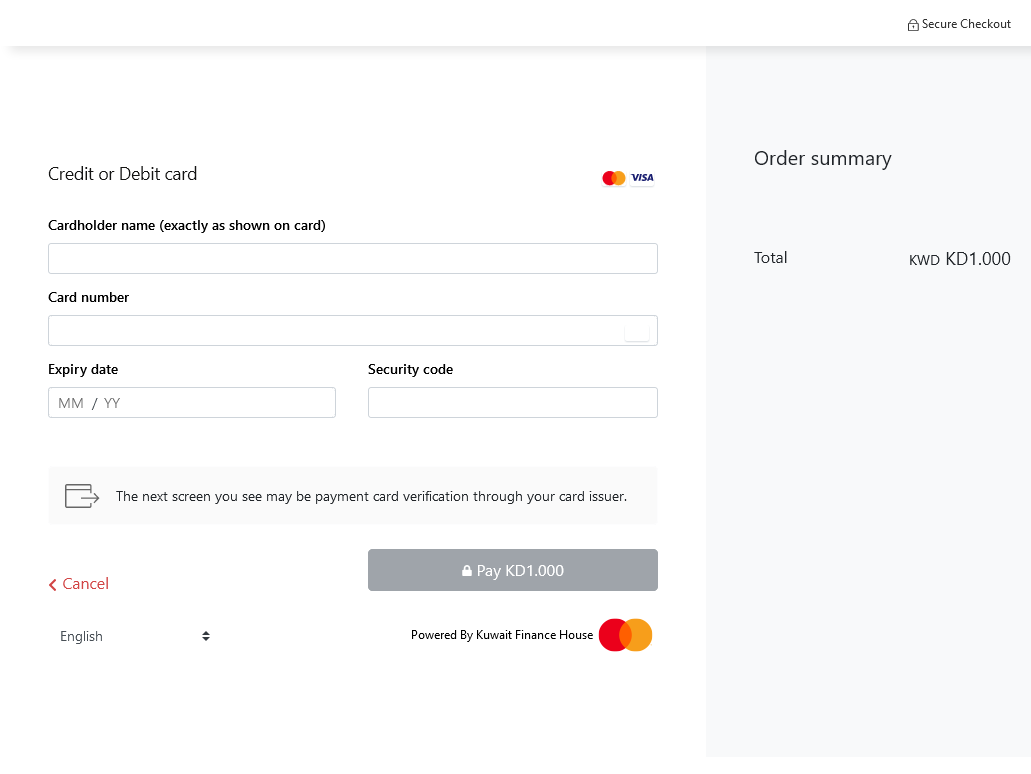 Secure Checkout
Credit or Debit card
VISA
Cardholder name (exactly as shown on card)
Card number
Expiry date
Security code
MM / YY
The next screen you see may be payment card verification through your card issuer.
Pay KD1.000
Cancel
English
Powered By Kuwait Finance House
Order summary
Total
KWD KD1.000